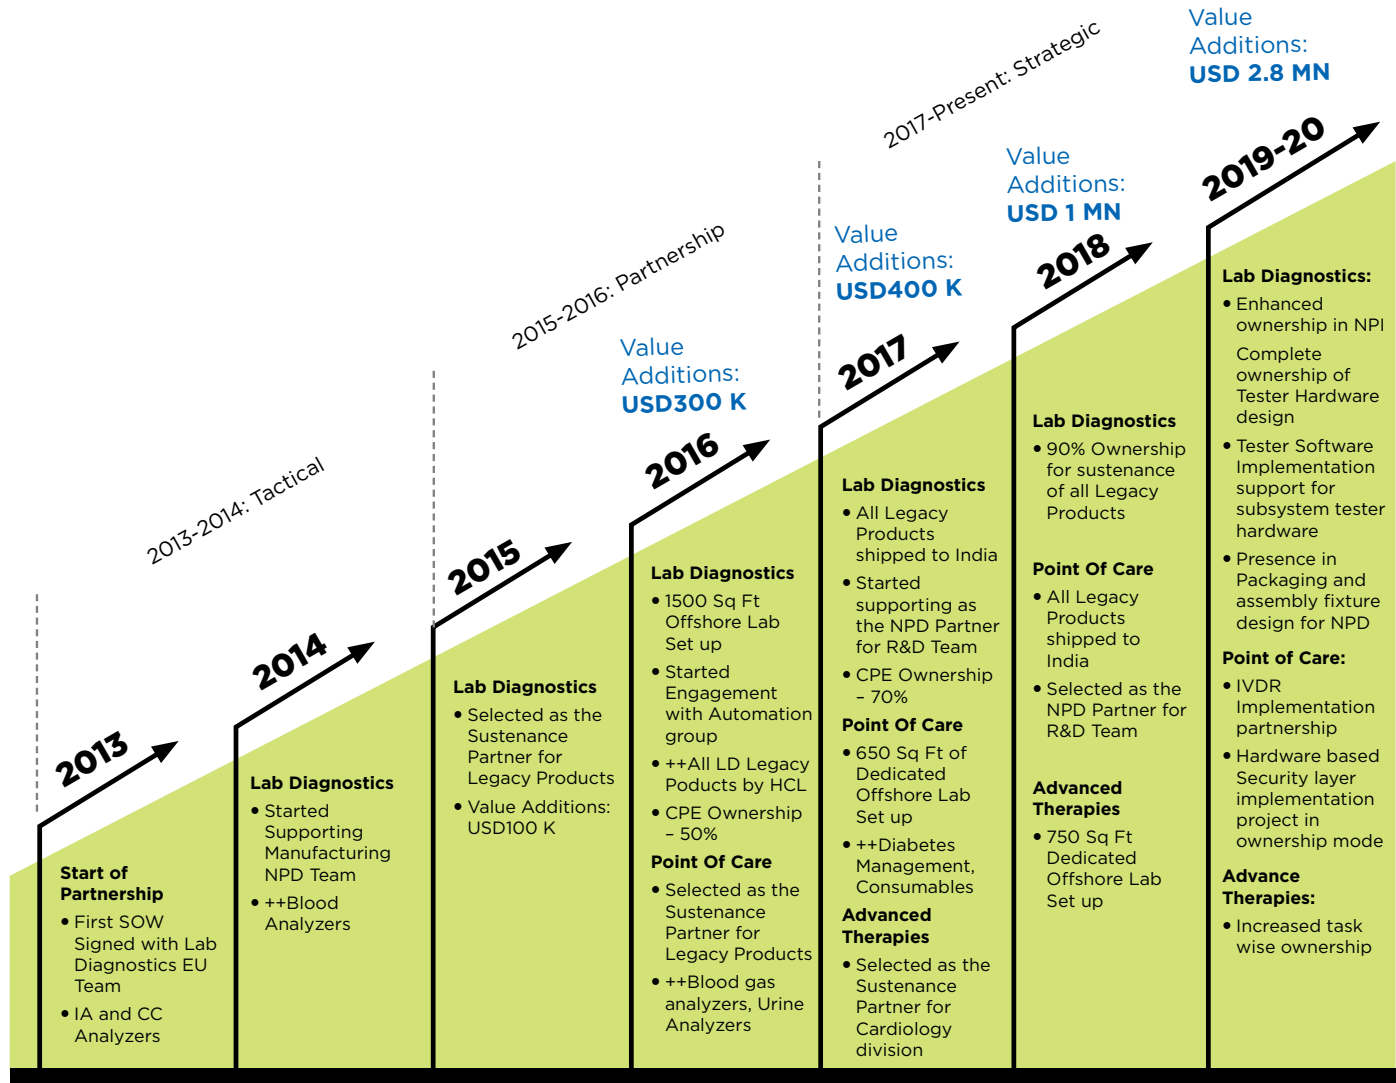 2013-2014: Tactical
2015-2016: Partnership
2017-Present: Strategic
2013
Start of
Partnership
• First SOW
Signed with Lab
Diagnostics EU
Team
• IA and CC
Analyzers
2014
Lab Diagnostics
• Started
Supporting
Manufacturing
NPD Team
• ++Blood
Analyzers
2015
Lab Diagnostics
• Selected as the
Sustenance
Partner for
Legacy Products
• Value Additions:
USD100 K
Value
Additions:
USD300 K
2016
Lab Diagnostics
• 1500 Sq Ft
Offshore Lab
Set up
• Started
Engagement
with Automation
group
• ++All LD Legacy
Poducts by HCL
• CPE Ownership
– 50%
Point Of Care
• Selected as the
Sustenance
Partner for
Legacy Products
• ++Blood gas
analyzers, Urine
Analyzers
Value
Additions:
USD400 K
2017
Lab Diagnostics
• All Legacy
Products
shipped to India
• Started
supporting as
the NPD Partner
for R&D Team
• CPE Ownership
– 70%
Point Of Care
• 650 Sq Ft of
Dedicated
Offshore Lab
Set up
• ++Diabetes
Management,
Consumables
Advanced
Therapies
• Selected as the
Sustenance
Partner for
Cardiology
division
Value
Additions:
USD 1 MN
2018
Lab Diagnostics
• 90% Ownership
for sustenance
of all Legacy
Products
Point Of Care
• All Legacy
Products
shipped to
India
• Selected as the
NPD Partner for
R&D Team
Advanced
Therapies
• 750 Sq Ft
Dedicated
Offshore Lab
Set up
Value
Additions:
USD 2.8 MN
2019-20
Lab Diagnostics:
• Enhanced
ownership in NPI
Complete
ownership of
Tester Hardware
design
• Tester Software
Implementation
support for
subsystem tester
hardware
• Presence in
Packaging and
assembly fixture
design for NPD
Point of Care:
• IVDR
Implementation
partnership
• Hardware based
Security layer
implementation
project in
ownership mode
Advance
Therapies:
• Increased task
wise ownership